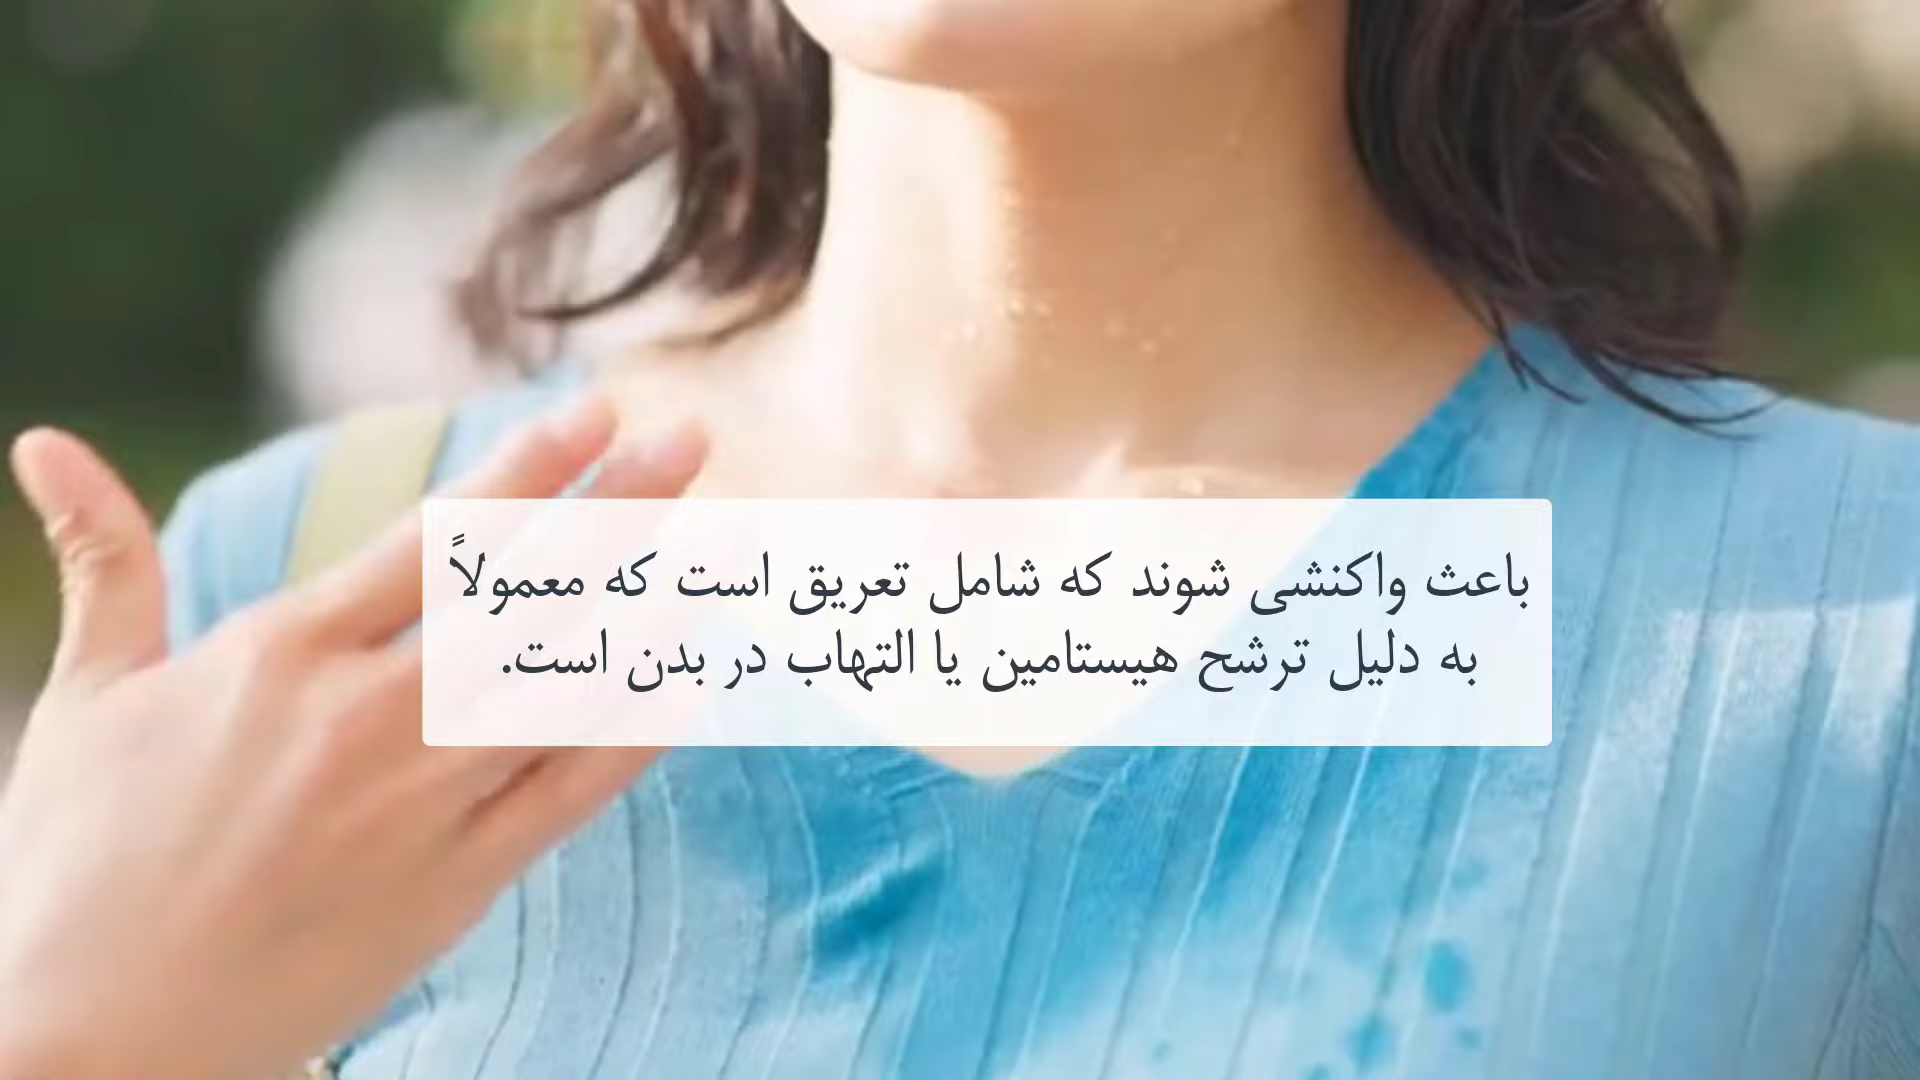 باعث واکنشی شوند که شامل تعریق است که معمولاً
به دلیل ترشح هیستامین یا التهاب در بدن است.